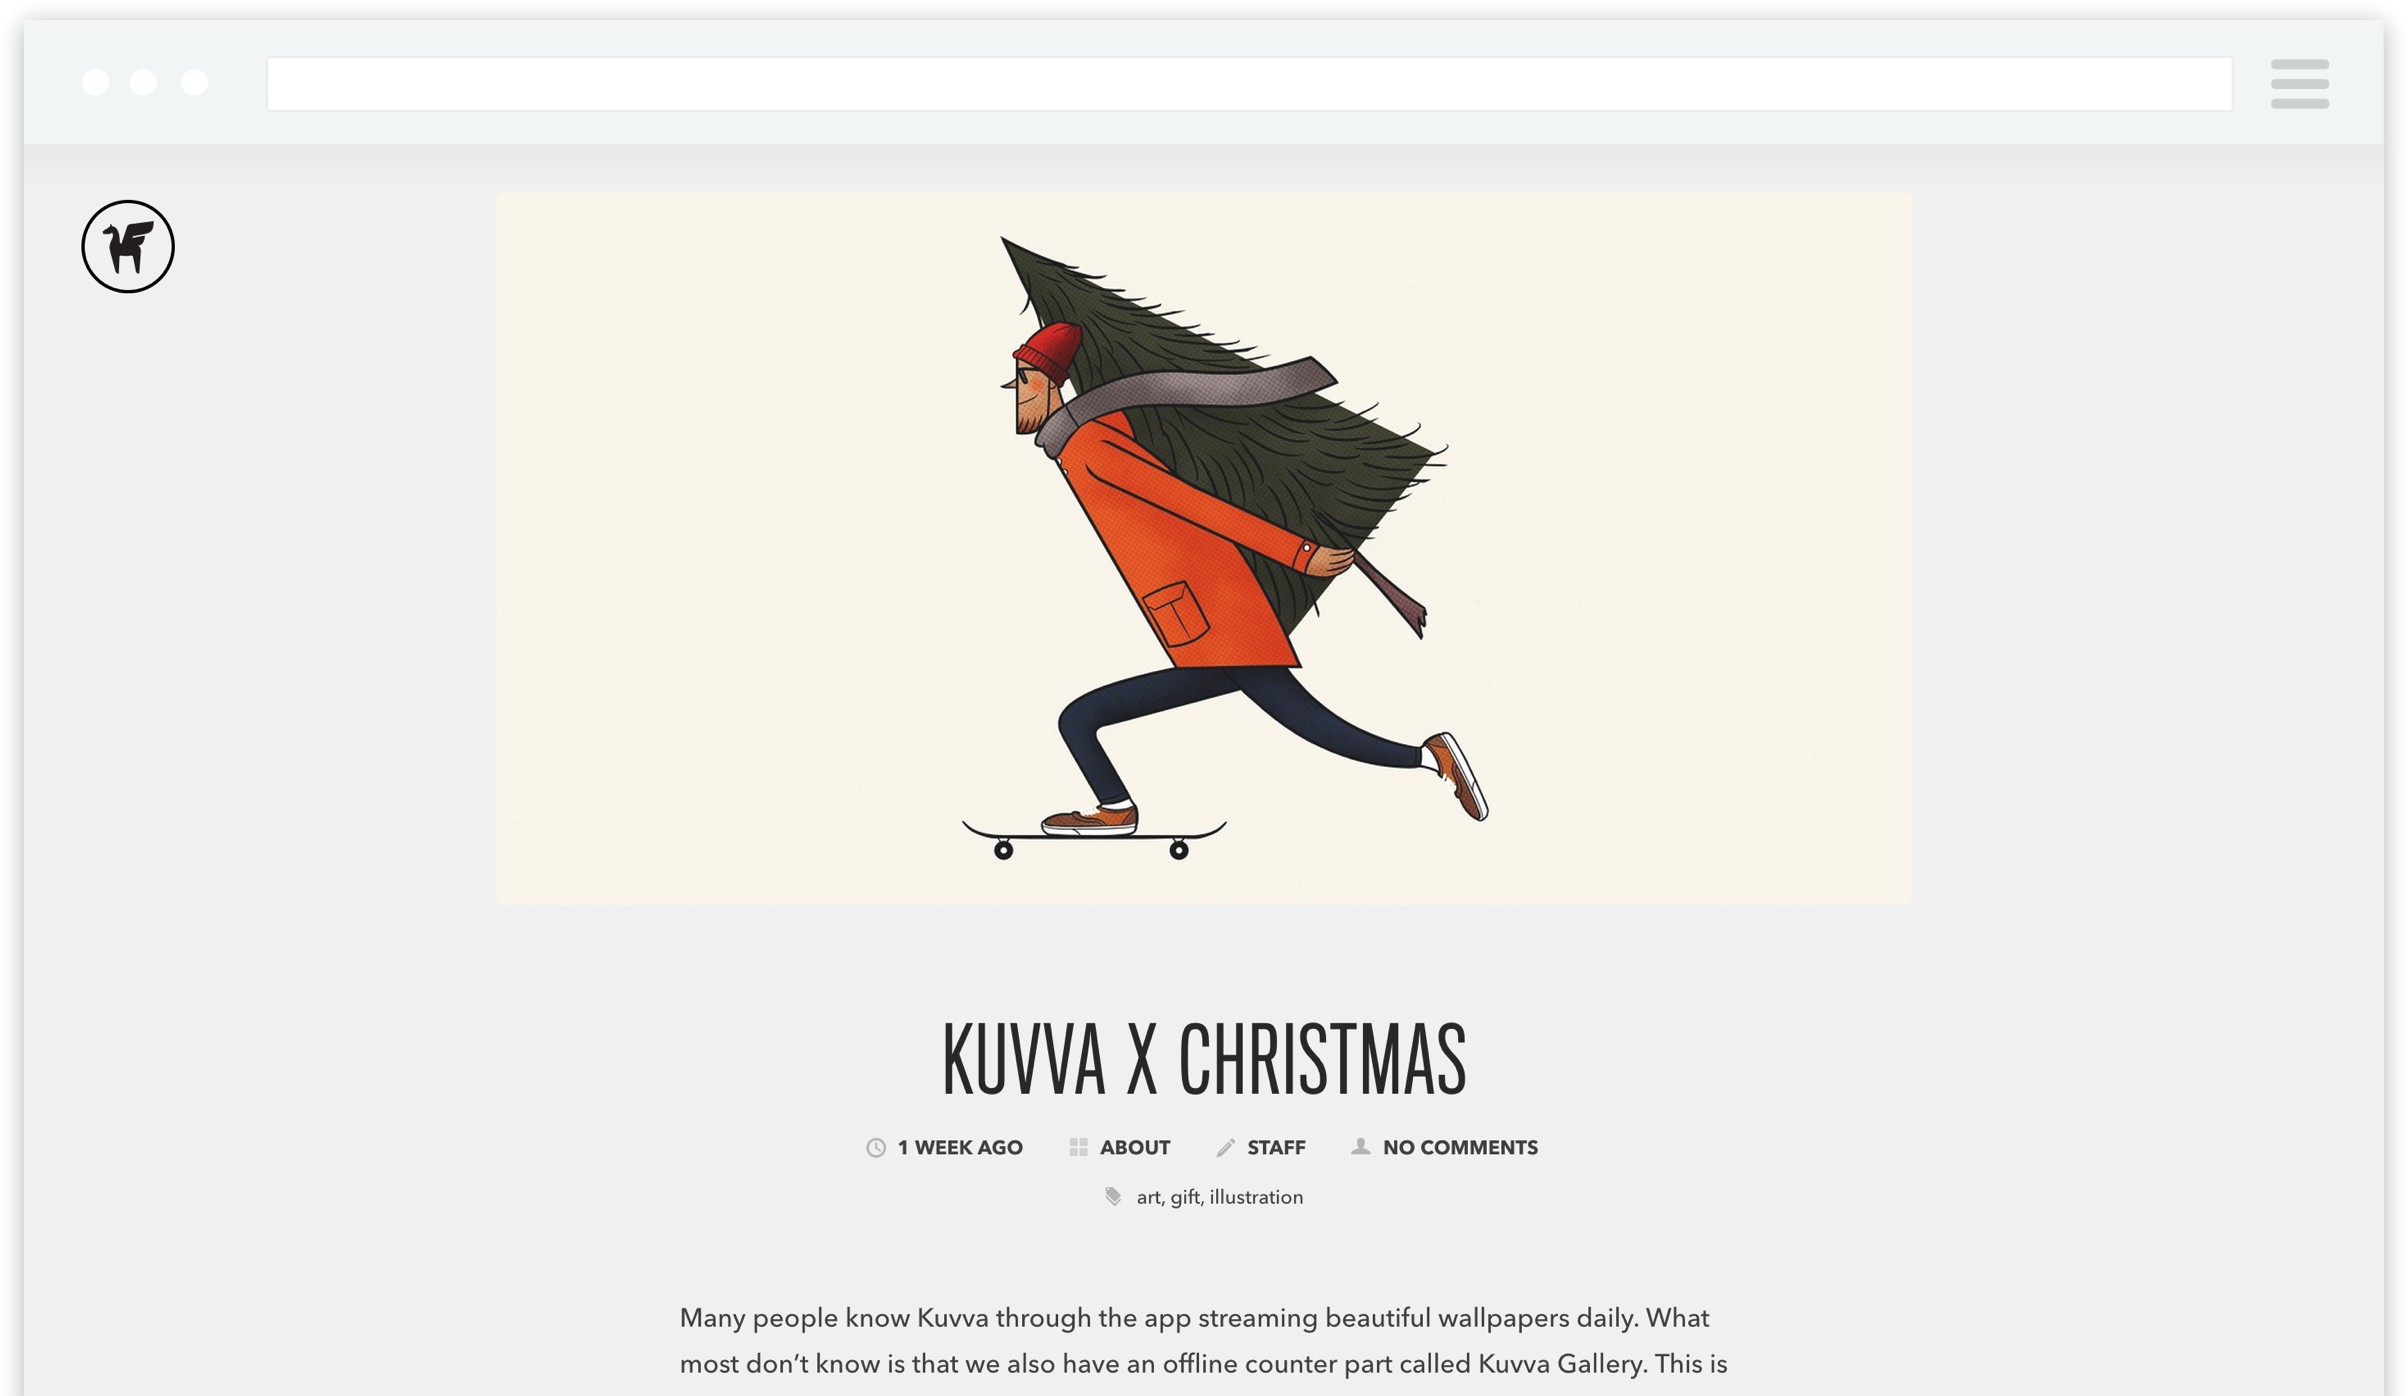 KUVVA X CHRISTMAS
1 WEEK AGO ABOUT STAFF NO COMMENTS
art, gift, illustration
Many people know Kuvva through the app streaming beautiful wallpapers daily. What
most don’t know is that we also have an offline counter part called Kuvva Gallery. This is